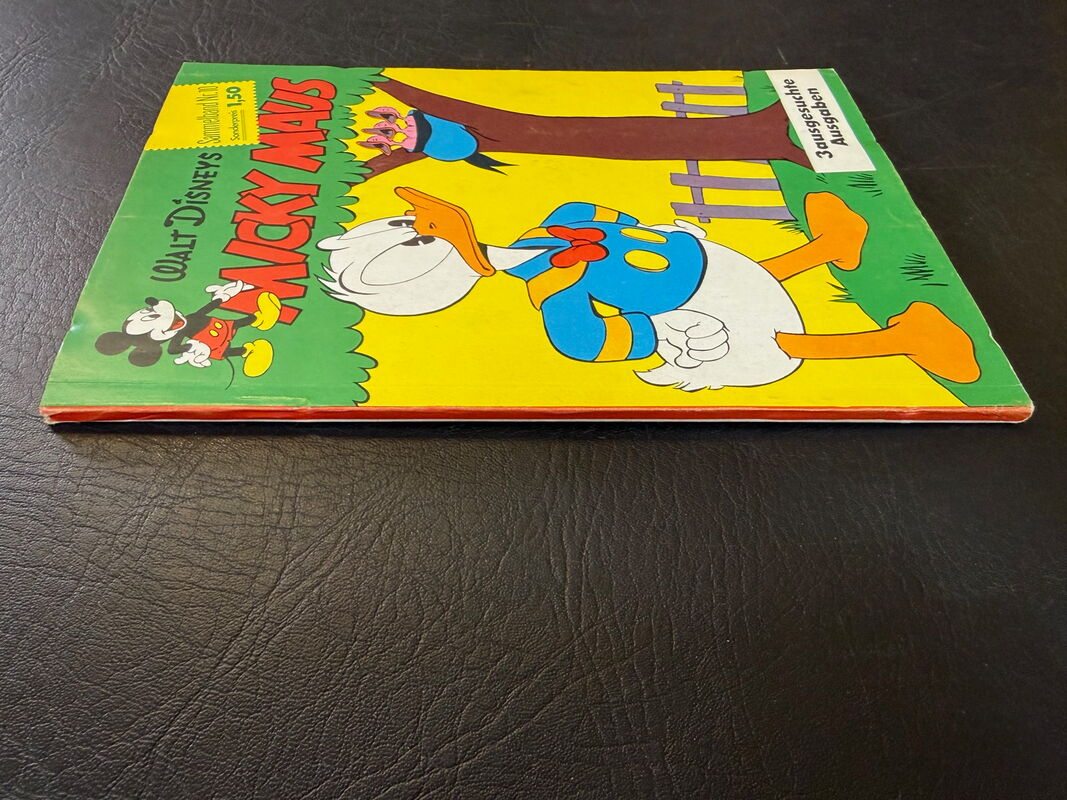 Sammelband Nr. 10
Sonderpreis 1,50
WALT DISNEYS
MICKY MAUS
3 ausgesuchte
Ausgaben